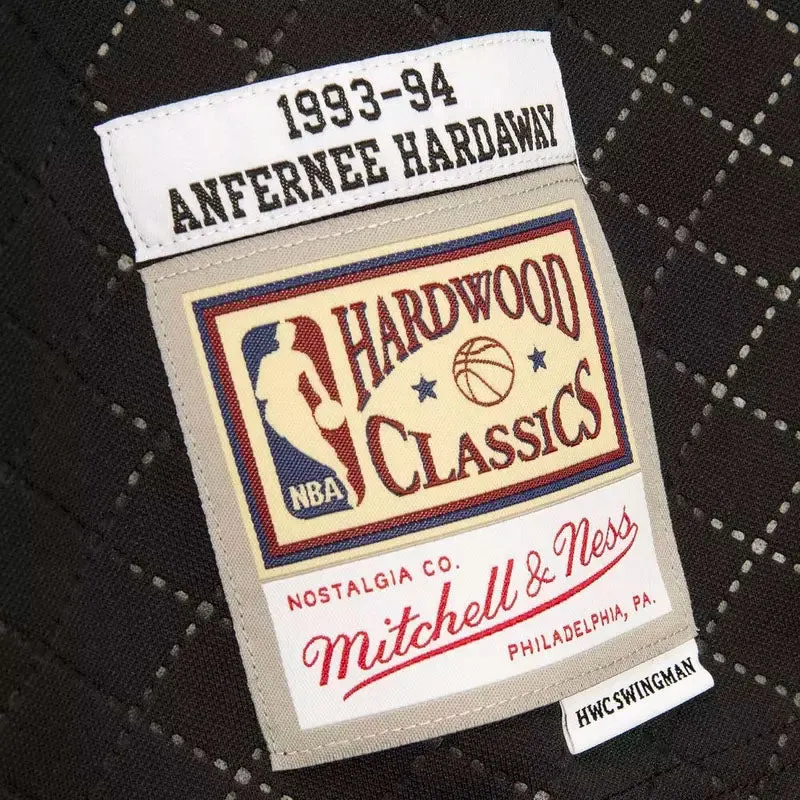 1993-94
ANFERNEE HARDAWAY
HARDWOOD
CLASSICS
NBA
NOSTALGIA CO.
Mitchell & Ness
PHILADELPHIA, PA.
HWCSWINGMAN